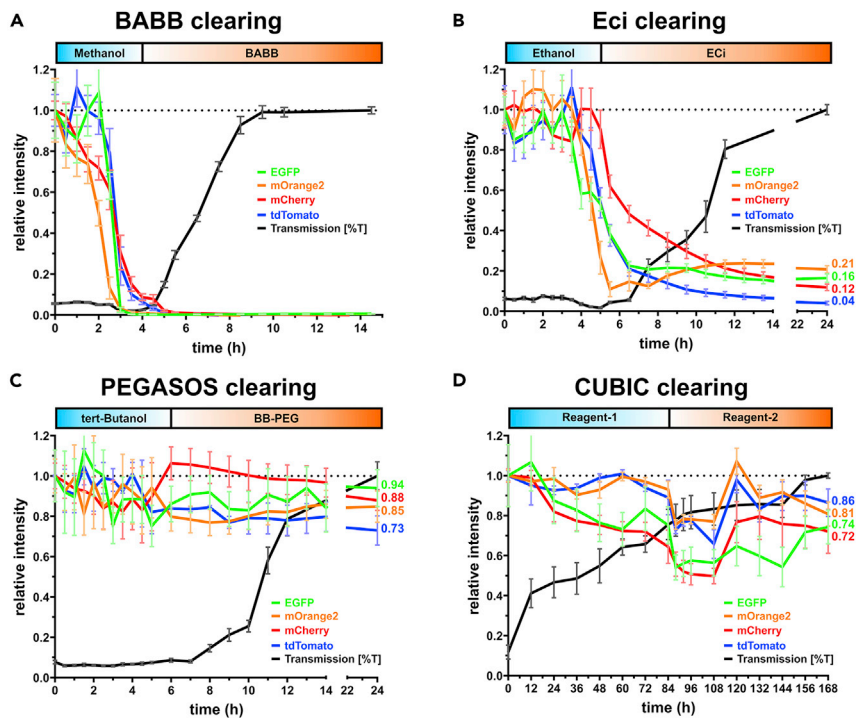 A
BABB clearing
Methanol
BABB
1.2
1.0
0.8
0.6
0.4
0.2
0.0
relative intensity
EGFP
mOrange2
mCherry
tdTomato
Transmission [%T]
0 2 4 6 8 10 12 14
time (h)
B
Eci clearing
Ethanol
ECi
1.2
1.0
0.8
0.6
0.4
0.2
0.0
relative intensity
EGFP
mOrange2
mCherry
tdTomato
Transmission [%T]
0.21
0.16
0.12
0.04
0 2 4 6 8 10 12 14 22 24
time (h)
C
PEGASOS clearing
tert-Butanol
BB-PEG
1.2
1.0
0.8
0.6
0.4
0.2
0.0
relative intensity
0.94
0.88
0.85
0.73
EGFP
mOrange2
mCherry
tdTomato
Transmission [%T]
0 2 4 6 8 10 12 14 22 24
time (h)
D
CUBIC clearing
Reagent-1
Reagent-2
1.2
1.0
0.8
0.6
0.4
0.2
0.0
relative intensity
0.86
0.81
0.74
0.72
EGFP
mOrange2
mCherry
tdTomato
Transmission [%T]
0 12 24 36 48 60 72 84 96 108 120 132 144 156 168
time (h)